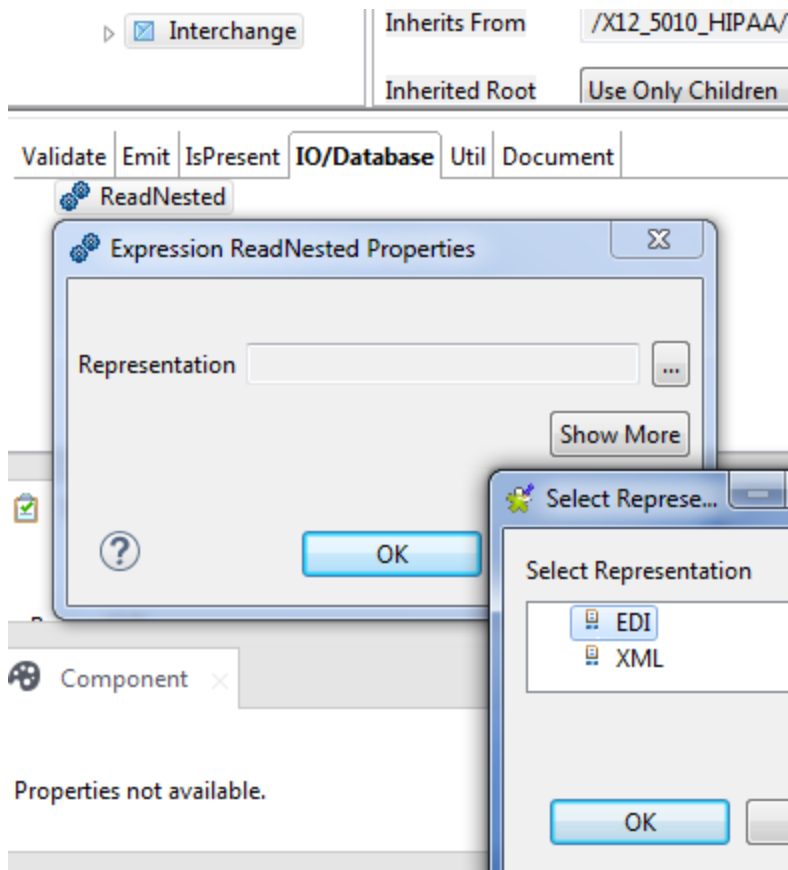 Interchange
Inherits From /X12_5010_HIPAA/
Inherited Root Use Only Children
Validate Emit IsPresent IO/Database Util Document
ReadNested
Expression ReadNested Properties
Representation ...
Show More
Select Represe...
? OK
Select Representation
EDI
XML
Component
Properties not available.
OK